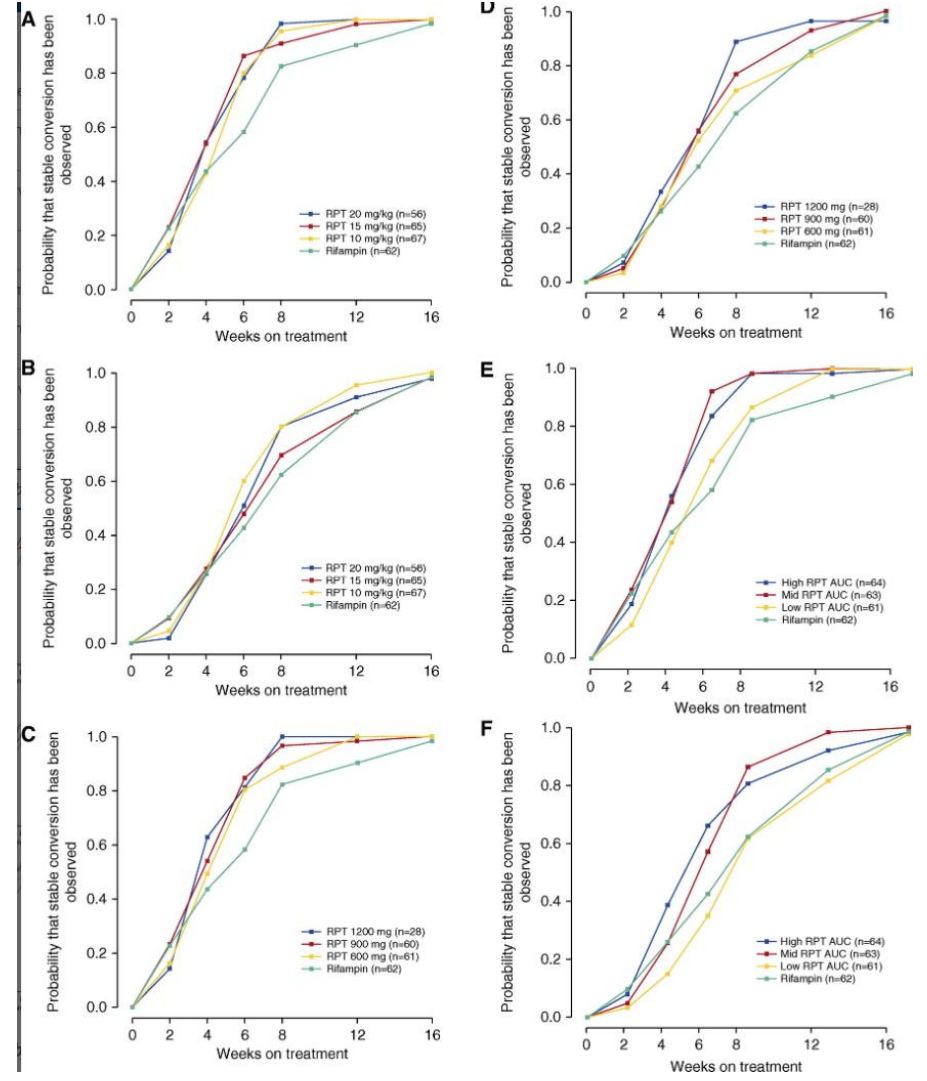 A
Probability that stable conversion has been
observed
1.0
0.8
0.6
0.4
0.2
0.0
RPT 20 mg/kg (n=56)
RPT 15 mg/kg (n=65)
RPT 10 mg/kg (n=67)
Rifampin (n=62)
0 2 4 6 8 12 16
Weeks on treatment
B
Probability that stable conversion has been
observed
1.0
0.8
0.6
0.4
0.2
0.0
RPT 20 mg/kg (n=56)
RPT 15 mg/kg (n=65)
RPT 10 mg/kg (n=67)
Rifampin (n=62)
0 2 4 6 8 12 16
Weeks on treatment
C
Probability that stable conversion has been
observed
1.0
0.8
0.6
0.4
0.2
0.0
RPT 1200 mg (n=28)
RPT 900 mg (n=60)
RPT 600 mg (n=61)
Rifampin (n=62)
0 2 4 6 8 12 16
Weeks on treatment
D
Probability that stable conversion has been
observed
1.0
0.8
0.6
0.4
0.2
0.0
RPT 1200 mg (n=28)
RPT 900 mg (n=60)
RPT 600 mg (n=61)
Rifampin (n=62)
0 2 4 6 8 12 16
Weeks on treatment
E
Probability that stable conversion has been
observed
1.0
0.8
0.6
0.4
0.2
0.0
High RPT AUC (n=64)
Mid RPT AUC (n=63)
Low RPT AUC (n=61)
Rifampin (n=62)
0 2 4 6 8 12 16
Weeks on treatment
F
Probability that stable conversion has been
observed
1.0
0.8
0.6
0.4
0.2
0.0
High RPT AUC (n=64)
Mid RPT AUC (n=63)
Low RPT AUC (n=61)
Rifampin (n=62)
0 2 4 6 8 12 16
Weeks on treatment